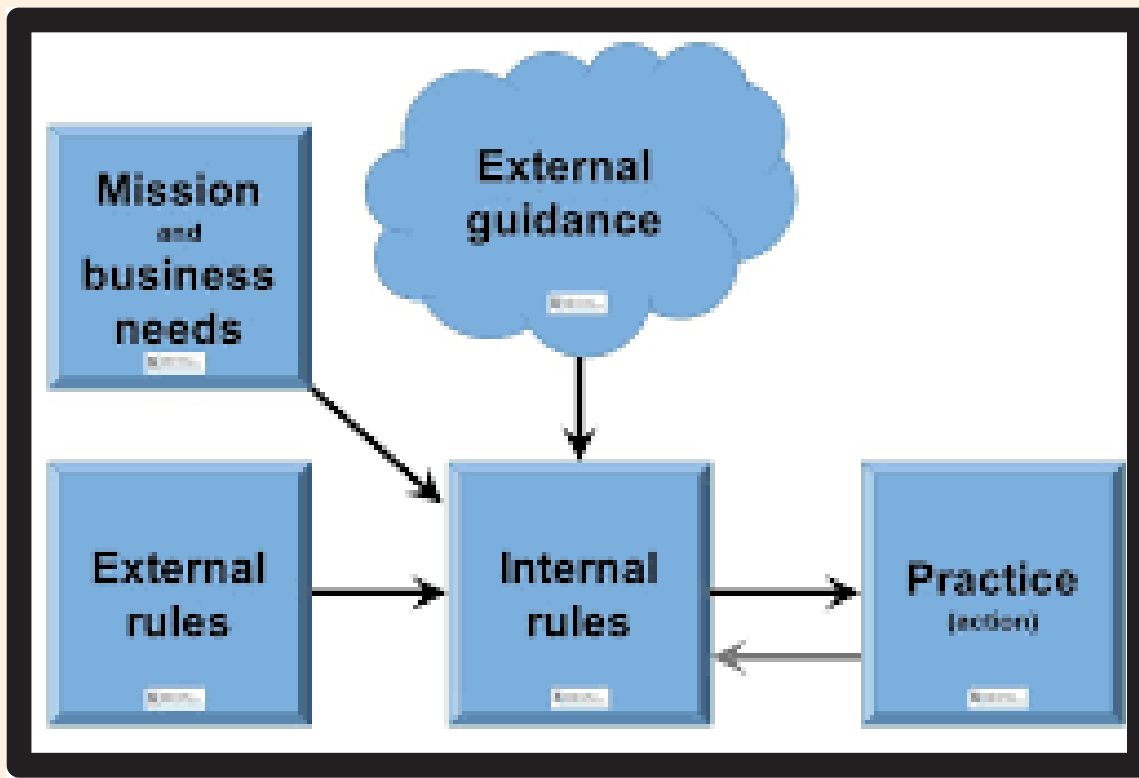 Mission
and
business
needs
External
guidance
External
rules
Internal
rules
Practice
(action)